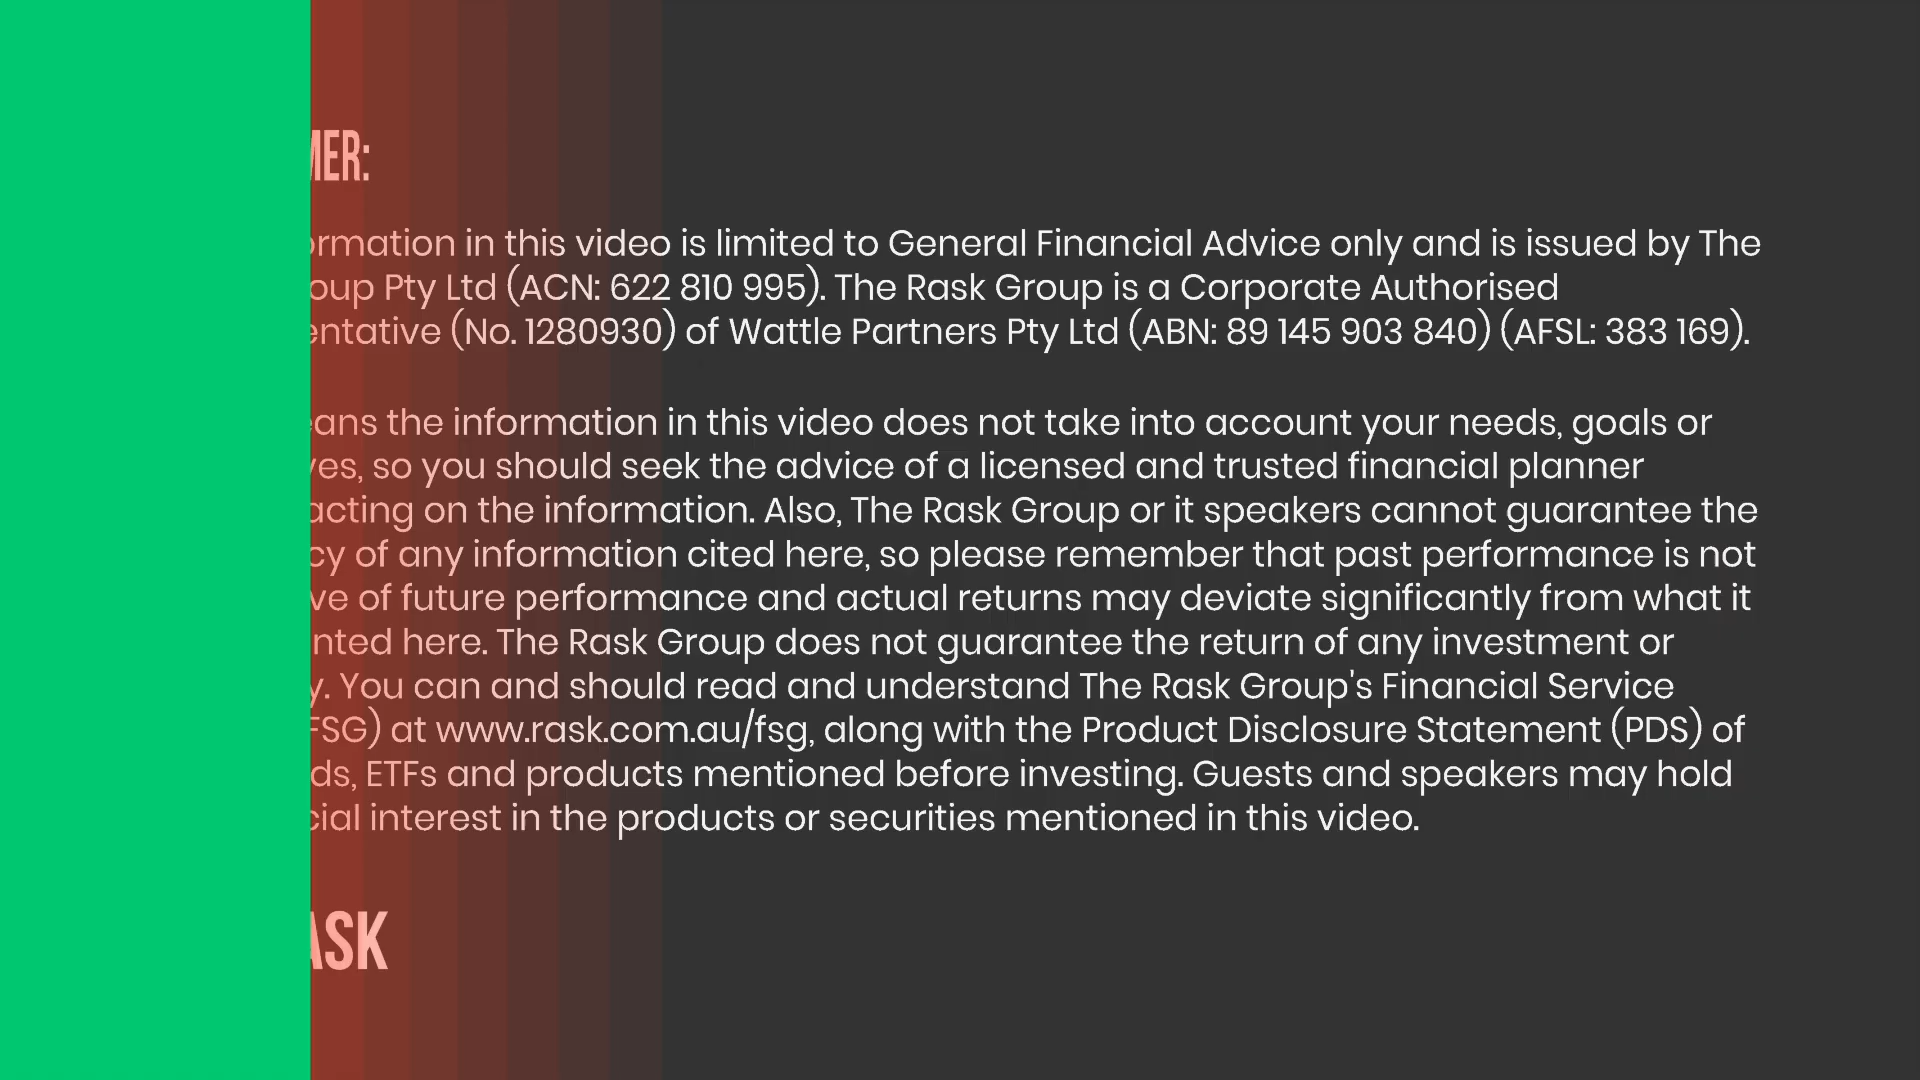 MER:
ormation in this video is limited to General Financial Advice only and is issued by The
oup Pty Ltd (ACN: 622 810 995). The Rask Group is a Corporate Authorised
entative (No. 1280930) of Wattle Partners Pty Ltd (ABN: 89 145 903 840) (AFSL: 383 169).
eans the information in this video does not take into account your needs, goals or
ves, so you should seek the advice of a licensed and trusted financial planner
acting on the information. Also, The Rask Group or it speakers cannot guarantee the
cy of any information cited here, so please remember that past performance is not
ve of future performance and actual returns may deviate significantly from what it
nted here. The Rask Group does not guarantee the return of any investment or
y. You can and should read and understand The Rask Group's Financial Service
FSG) at www.rask.com.au/fsg, along with the Product Disclosure Statement (PDS) of
ds, ETFs and products mentioned before investing. Guests and speakers may hold
cial interest in the products or securities mentioned in this video.
ASK